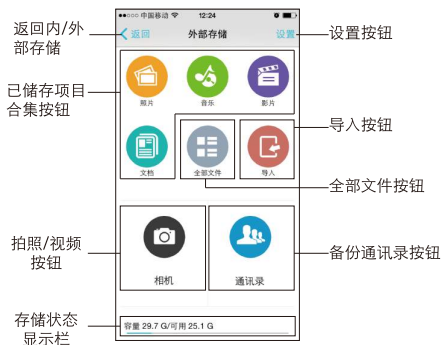 返回内/外
部存储
已储存项目
合集按钮
拍照/视频
按钮
存储状态
显示栏
中国移动 12:24
返回 外部存储 设置
照片 音乐 影片
文档 全部文件 导入
相机 通讯录
容量 29.7 G/可用 25.1 G
设置按钮
导入按钮
全部文件按钮
备份通讯录按钮